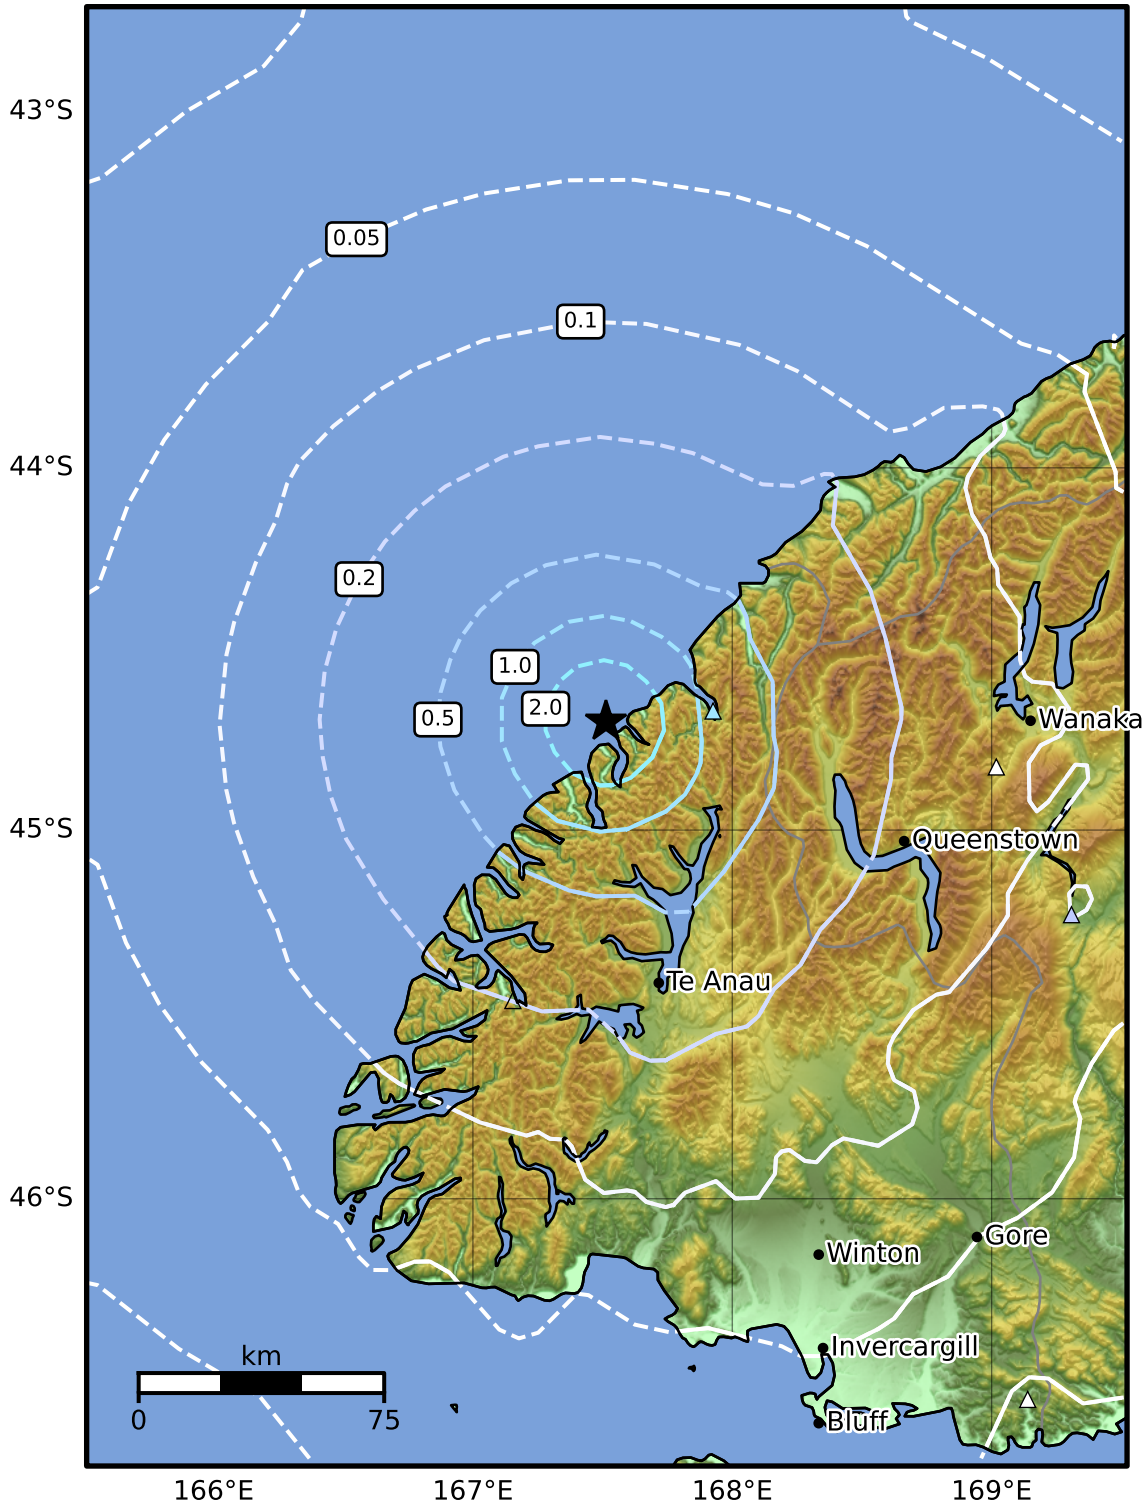 43°S
0.05
0.1
44°S
0.2
1.0
2.0
0.5
Wanaka
45°S
Queenstown
Te Anau
46°S
Gore
Winton
Invercargill
km
0 75
Bluff
166°E 167°E 168°E 169°E